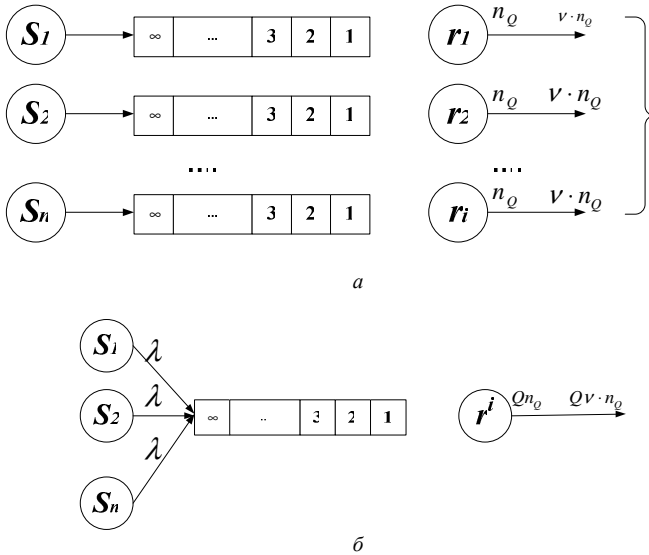 S1 ∞ ... 3 2 1 r1 nQ ν · nQ
S2 ∞ ... 3 2 1 r2 nQ ν · nQ
.... ....
Sn ∞ ... 3 2 1 ri nQ ν · nQ
а
S1 λ
S2 λ ∞ .. 3 2 1 r^i QnQ Qν · nQ
λ
Sn
б